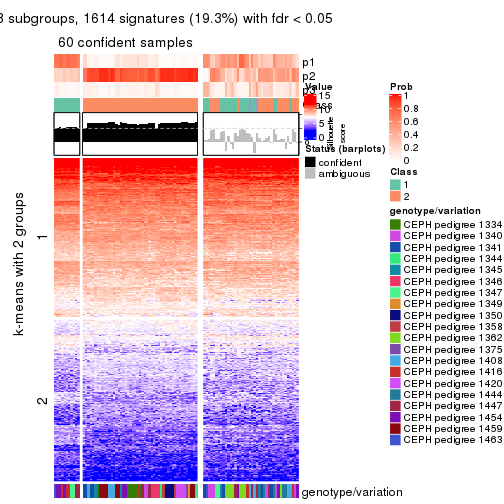 3 subgroups, 1614 signatures (19.3%) with fdr < 0.05
60 confident samples
p1
p2
p3
Class
Silhouette
score
k-means with 2 groups
1
2
genotype/variation
Value
15
10
5
0
Status (barplots)
confident
ambiguous
Prob
1
0.8
0.6
0.4
0.2
0
Class
1
2
genotype/variation
CEPH pedigree 1334
CEPH pedigree 1340
CEPH pedigree 1341
CEPH pedigree 1344
CEPH pedigree 1345
CEPH pedigree 1346
CEPH pedigree 1347
CEPH pedigree 1349
CEPH pedigree 1350
CEPH pedigree 1358
CEPH pedigree 1362
CEPH pedigree 1375
CEPH pedigree 1408
CEPH pedigree 1416
CEPH pedigree 1420
CEPH pedigree 1444
CEPH pedigree 1447
CEPH pedigree 1454
CEPH pedigree 1459
CEPH pedigree 1463